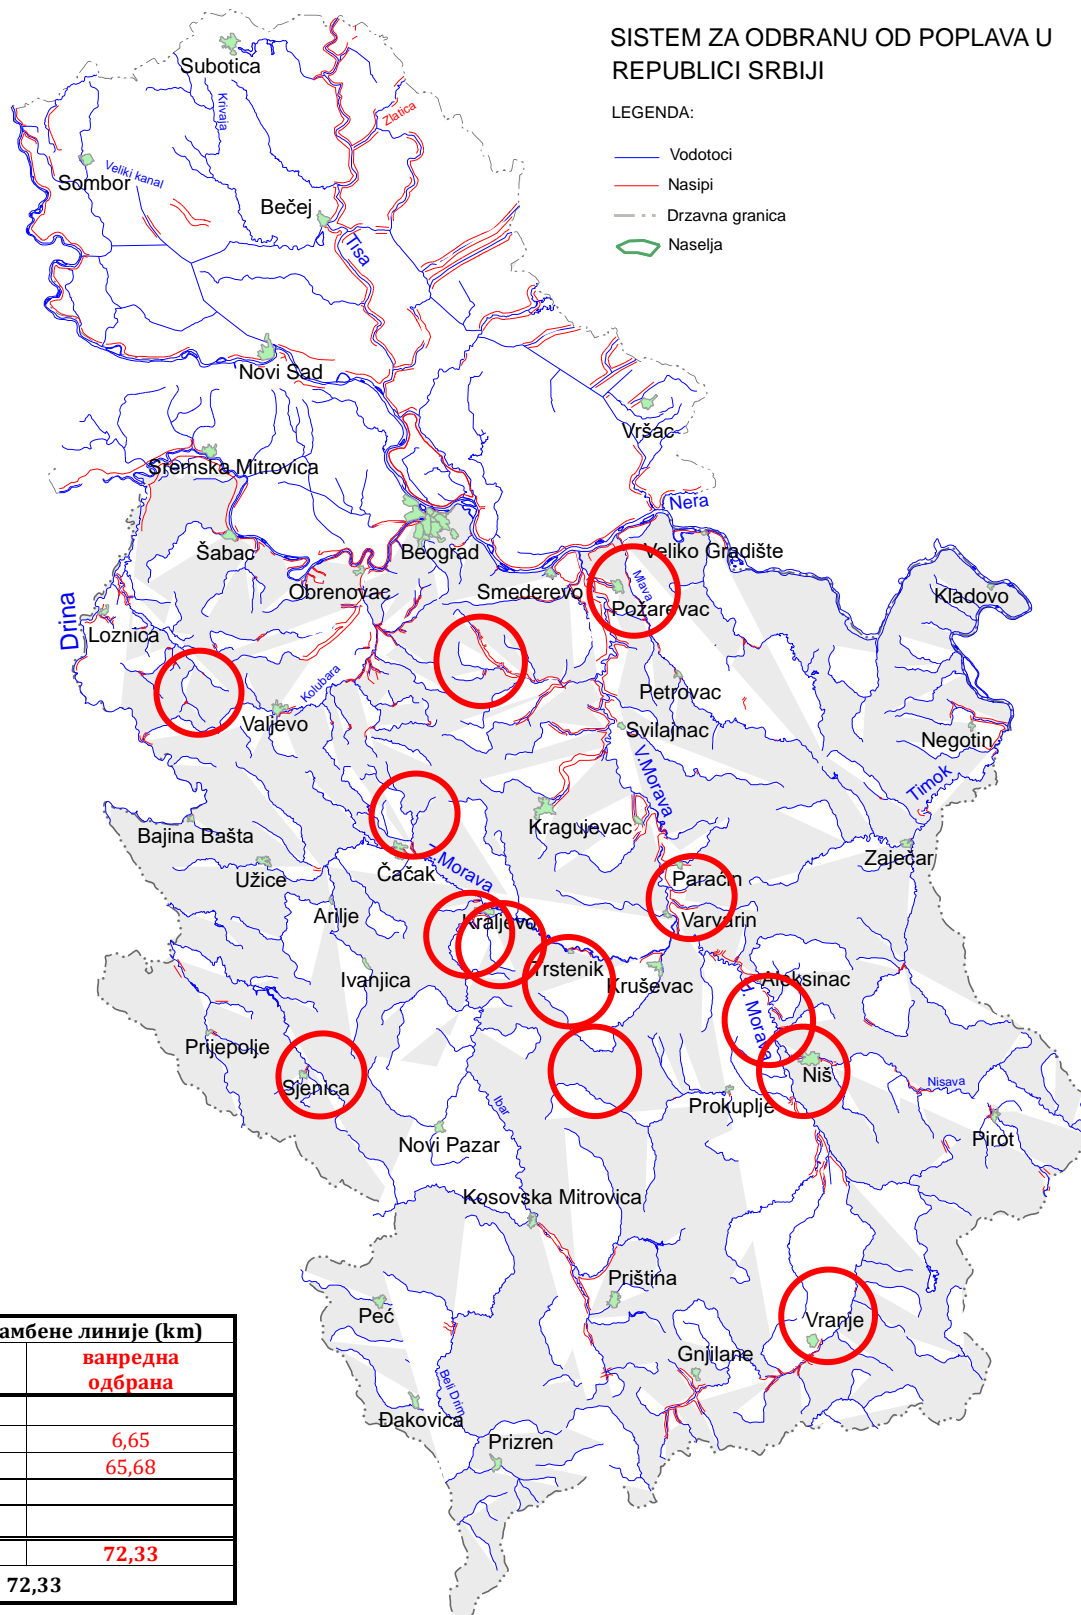 SISTEM ZA ODBRANU OD POPLAVA U
REPUBLICI SRBIJI
LEGENDA:
Vodotoci
Nasipi
Drzavna granica
Naselja
Subotica
Krivaja
Zlatica
Sombor
Veliki kanal
Bečej
Tisa
Novi Sad
Vršac
Sremska Mitrovica
Nera
Šabac
Beograd
Veliko Gradište
Obrenovac
Smederevo
Mlava
Požarevac
Kladovo
Drina
Loznica
Kolubara
Petrovac
Valjevo
Svilajnac
Negotin
V.Morava
Timok
Bajina Bašta
Kragujevac
Zaječar
Čačak
Užice
Morava
Paraćin
Arilje
Kraljevo
Varvarin
Ivanjica
Trstenik
Kruševac
Aleksinac
J. Morava
Prijepolje
Sjenica
Niš
Nisava
Ibar
Prokuplje
Pirot
Novi Pazar
Kosovska Mitrovica
Priština
Peć
Vranje
Gnjilane
Beli Drim
Đakovica
Prizren
амбене линије (km)
ванредна
одбрана
6,65
65,68
72,33
72,33